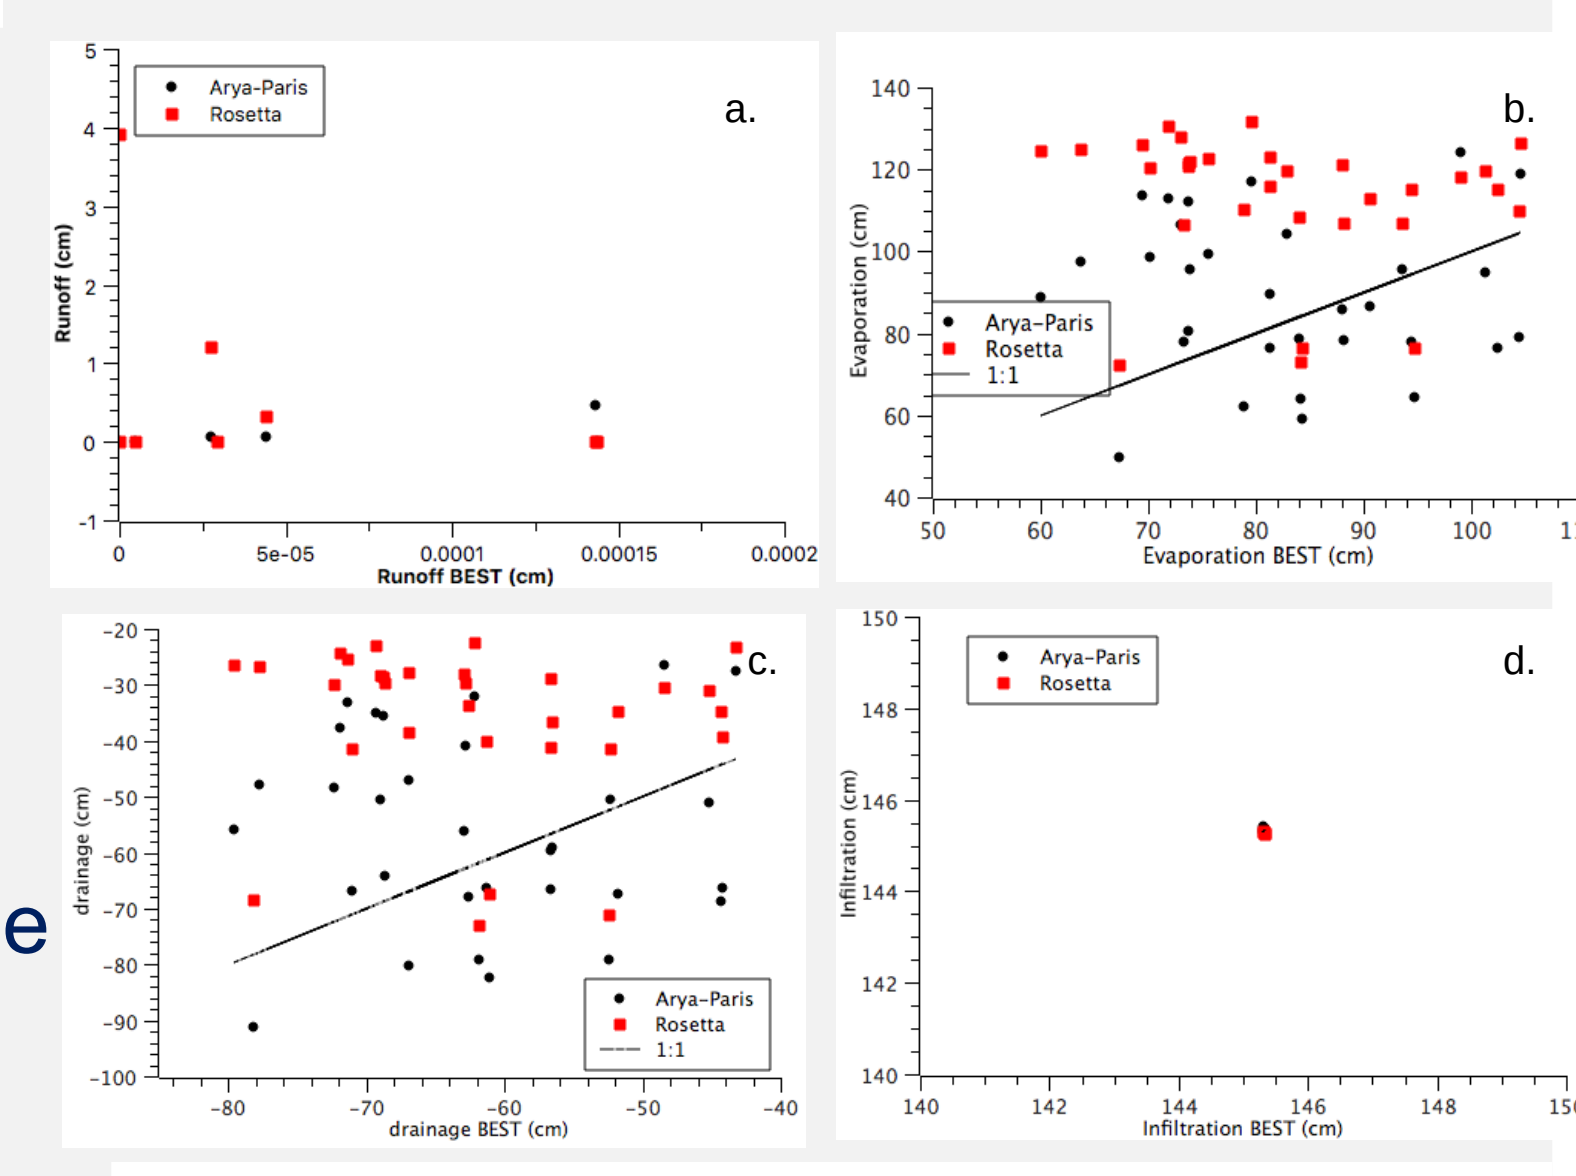 a.
5
4
3
2
1
0
-1
Runoff (cm)
Arya-Paris
Rosetta
0 5e-05 0.0001 0.00015 0.0002
Runoff BEST (cm)
b.
140
120
100
80
60
40
Evaporation (cm)
Arya-Paris
Rosetta
1:1
50 60 70 80 90 100
Evaporation BEST (cm)
c.
-20
-30
-40
-50
-60
-70
-80
-90
-100
drainage (cm)
Arya-Paris
Rosetta
1:1
-80 -70 -60 -50 -40
drainage BEST (cm)
d.
150
148
146
144
142
140
Infiltration (cm)
Arya-Paris
Rosetta
140 142 144 146 148
Infiltration BEST (cm)
e